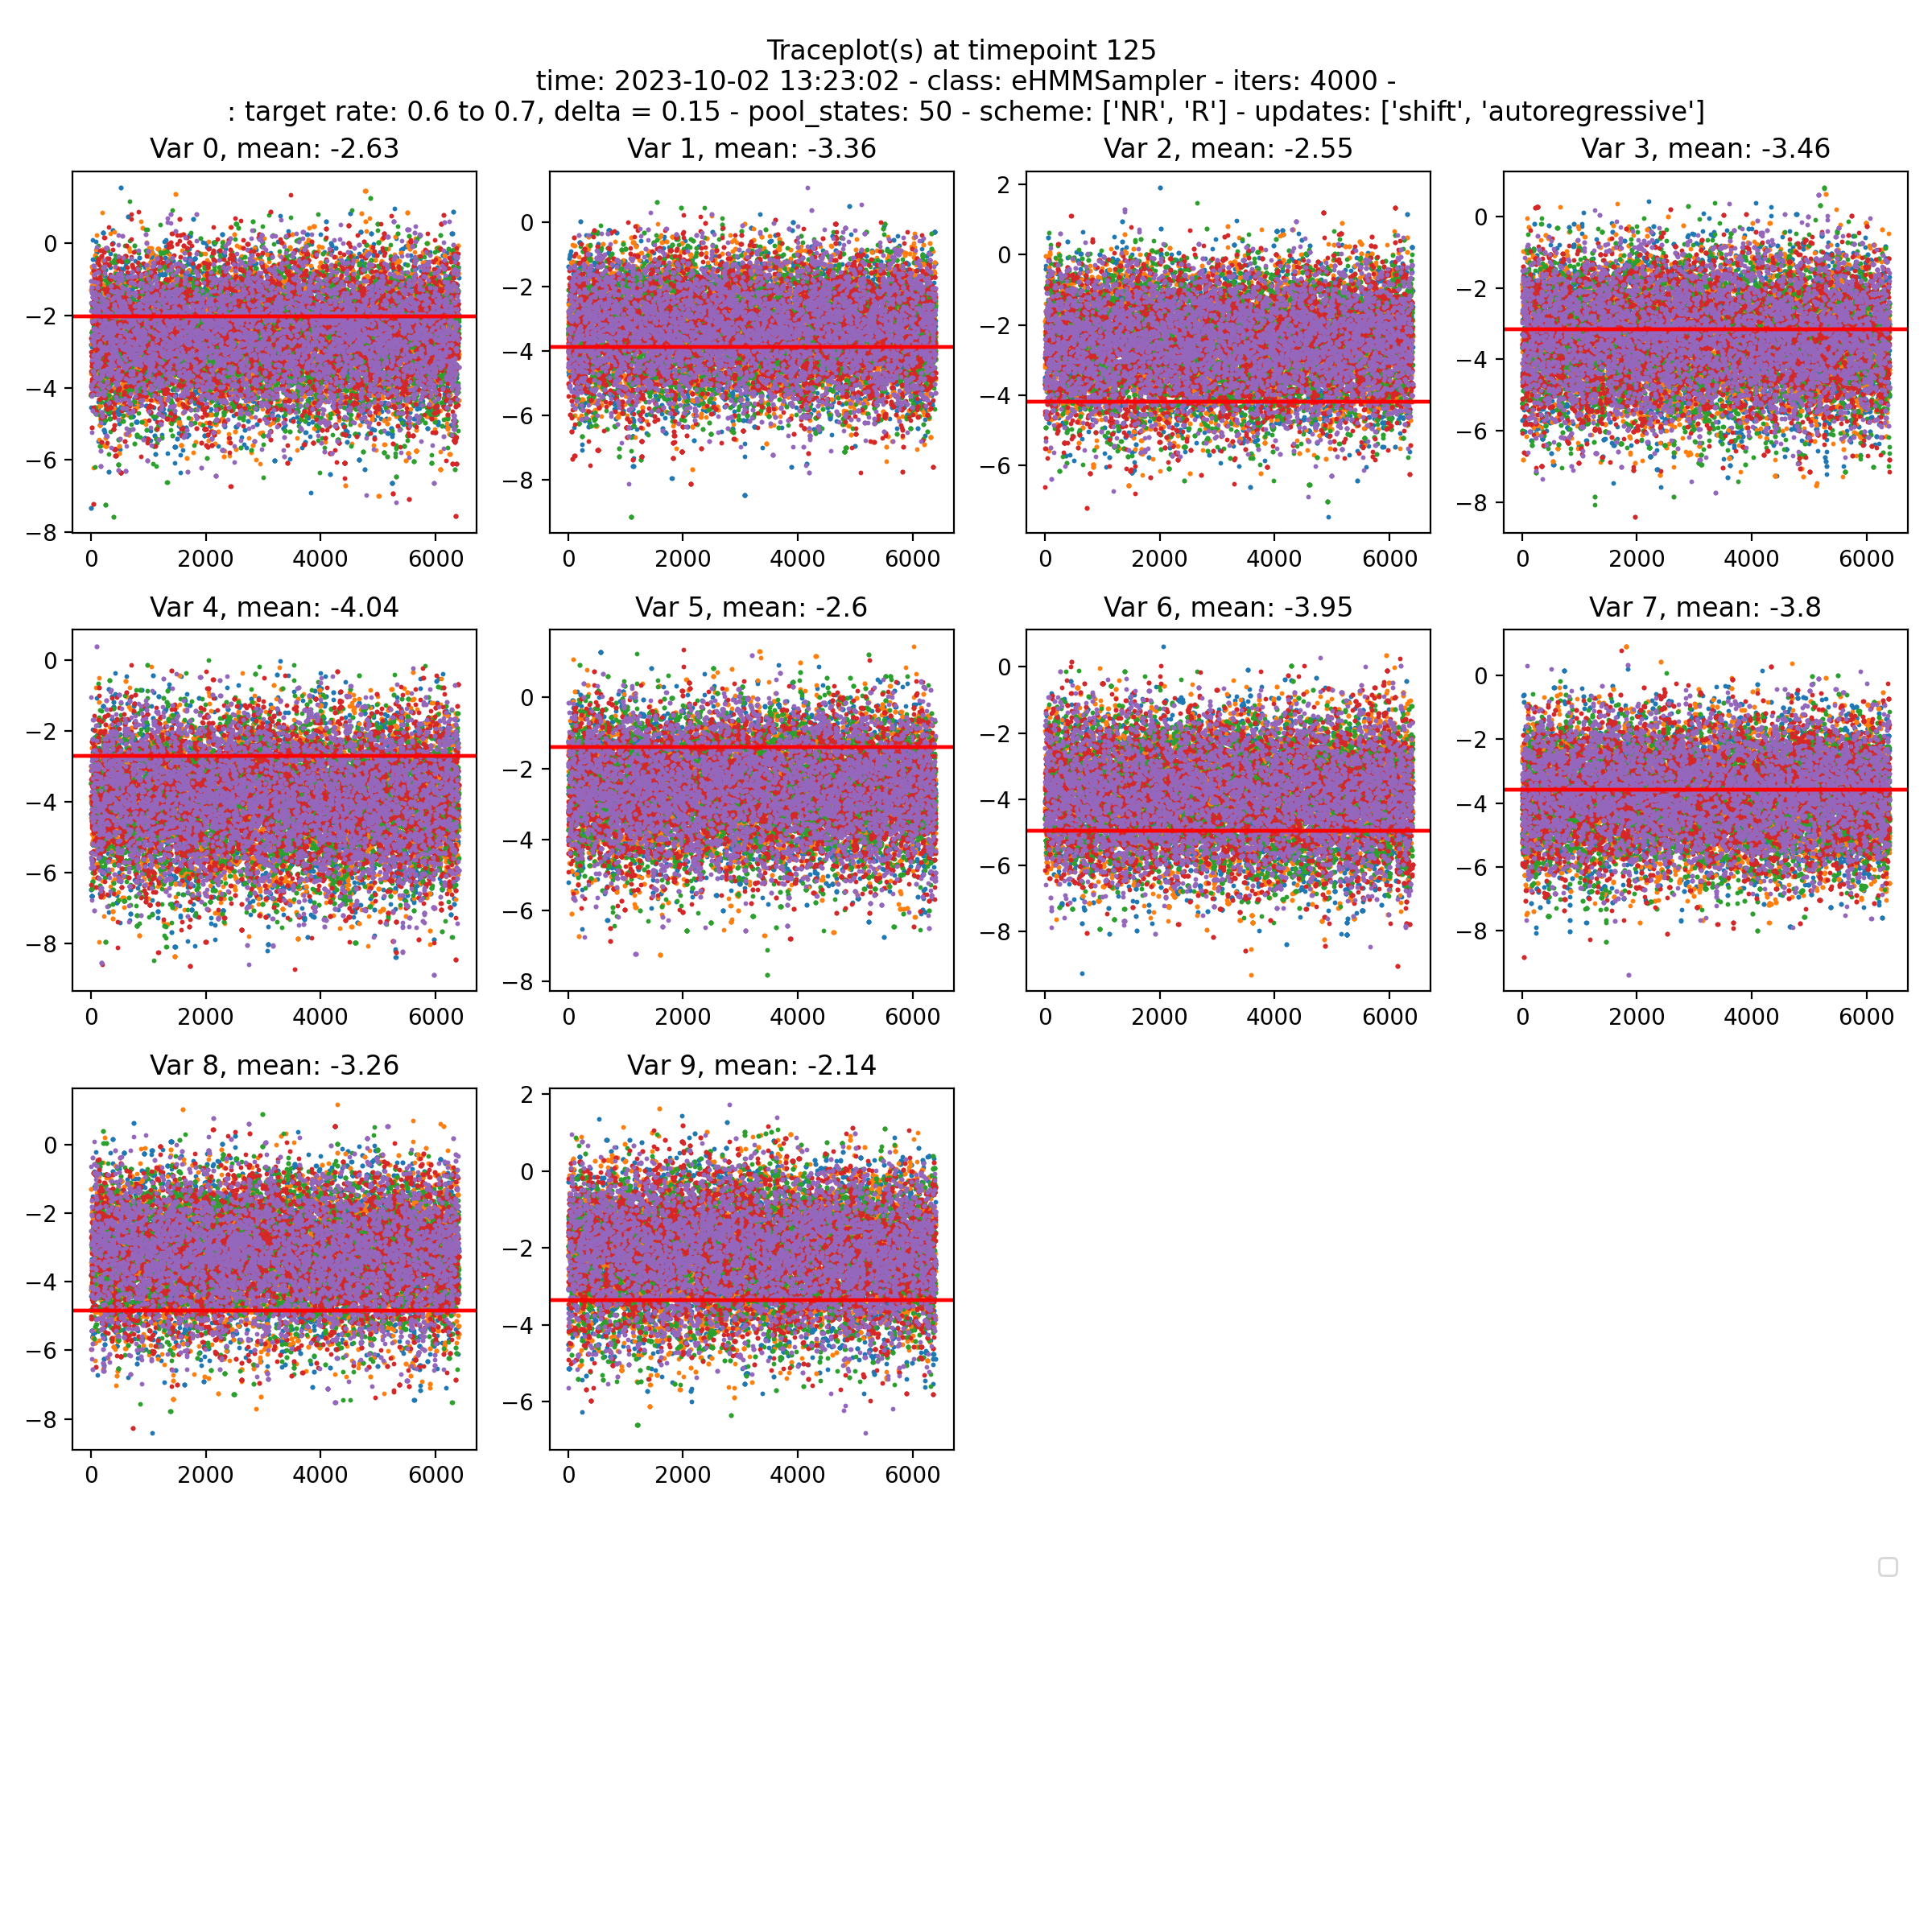 Traceplot(s) at timepoint 125
time: 2023-10-02 13:23:02 - class: eHMMSampler - iters: 4000 -
: target rate: 0.6 to 0.7, delta = 0.15 - pool_states: 50 - scheme: ['NR', 'R'] - updates: ['shift', 'autoregressive']
Var 0, mean: -2.63
0
−2
−4
−6
−8
0 2000 4000 6000
Var 1, mean: -3.36
0
−2
−4
−6
−8
0 2000 4000 6000
Var 2, mean: -2.55
2
0
−2
−4
−6
0 2000 4000 6000
Var 3, mean: -3.46
0
−2
−4
−6
−8
0 2000 4000 6000
Var 4, mean: -4.04
0
−2
−4
−6
−8
0 2000 4000 6000
Var 5, mean: -2.6
0
−2
−4
−6
−8
0 2000 4000 6000
Var 6, mean: -3.95
0
−2
−4
−6
−8
0 2000 4000 6000
Var 7, mean: -3.8
0
−2
−4
−6
−8
0 2000 4000 6000
Var 8, mean: -3.26
0
−2
−4
−6
−8
0 2000 4000 6000
Var 9, mean: -2.14
2
0
−2
−4
−6
0 2000 4000 6000